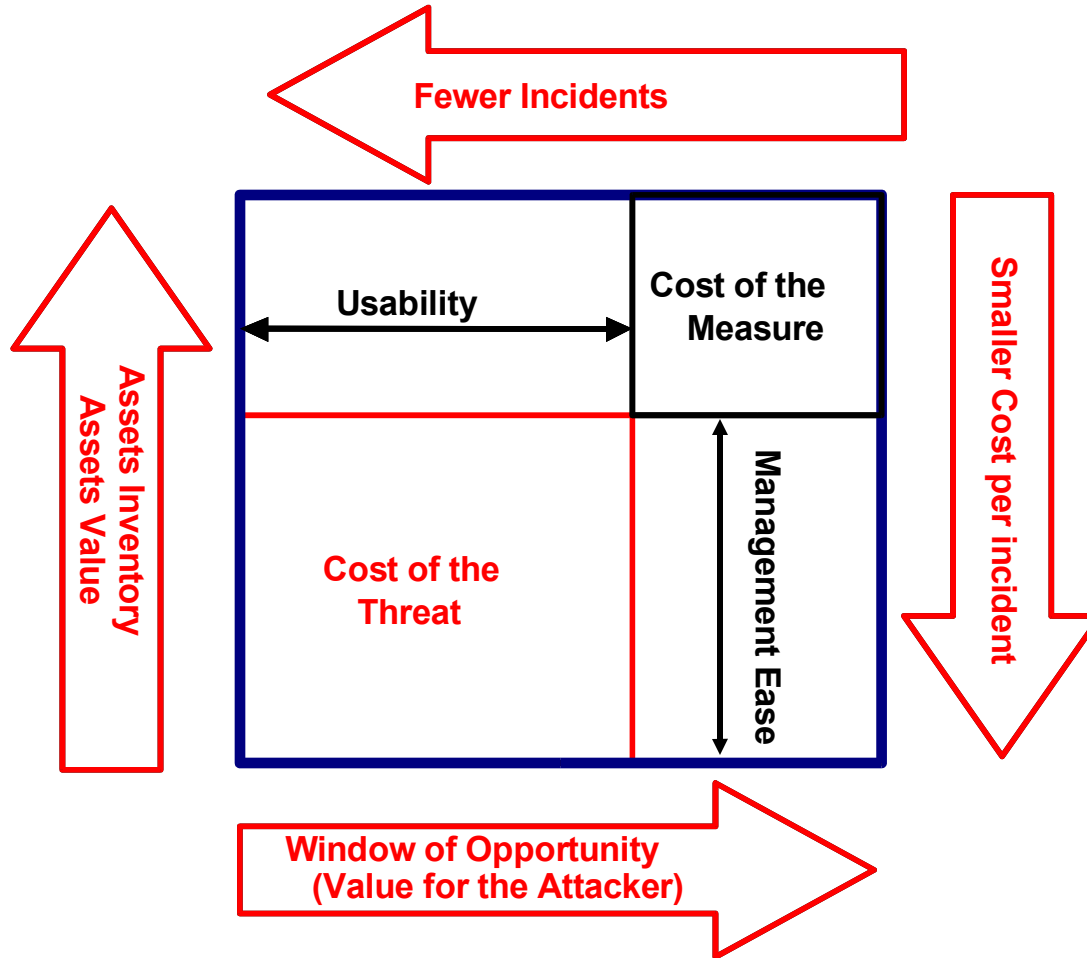 Fewer Incidents
Usability
Cost of the
Measure
Smaller Cost per incident
Assets Inventory
Assets Value
Cost of the
Threat
Management Ease
Window of Opportunity
(Value for the Attacker)